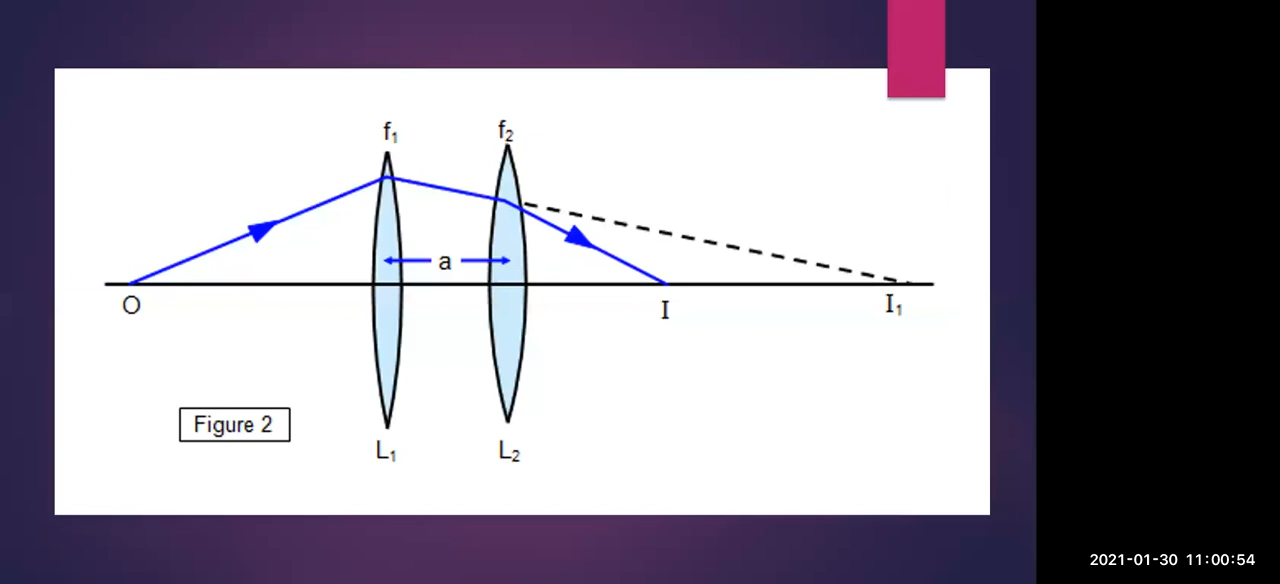 f₁ f₂
a
O I I₁
Figure 2
L₁ L₂
2021-01-30 11:00:54